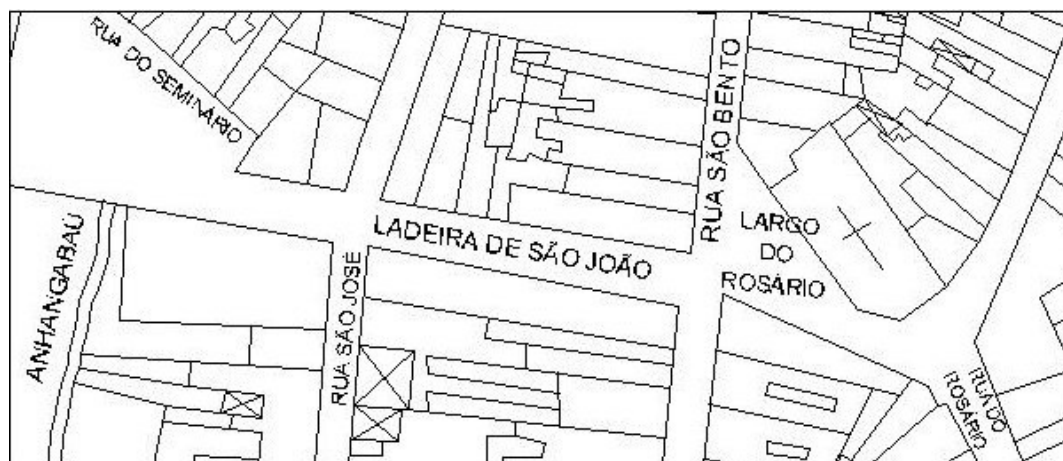 RUA DO SEMINÁRIO
RUA SÃO BENTO
LADEIRA DE SÃO JOÃO
LARGO
DO
ROSÁRIO
ANHANGABAÚ
RUA SÃO JOSÉ
RUA DO
ROSÁRIO